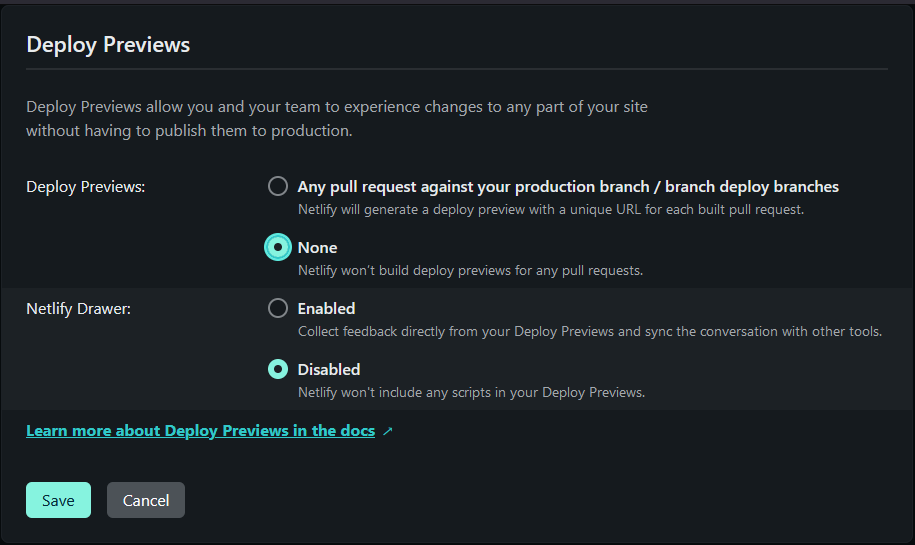 Deploy Previews
Deploy Previews allow you and your team to experience changes to any part of your site
without having to publish them to production.
Deploy Previews:
Any pull request against your production branch / branch deploy branches
Netlify will generate a deploy preview with a unique URL for each built pull request.
None
Netlify won't build deploy previews for any pull requests.
Netlify Drawer:
Enabled
Collect feedback directly from your Deploy Previews and sync the conversation with other tools.
Disabled
Netlify won't include any scripts in your Deploy Previews.
Learn more about Deploy Previews in the docs ↗
Save
Cancel